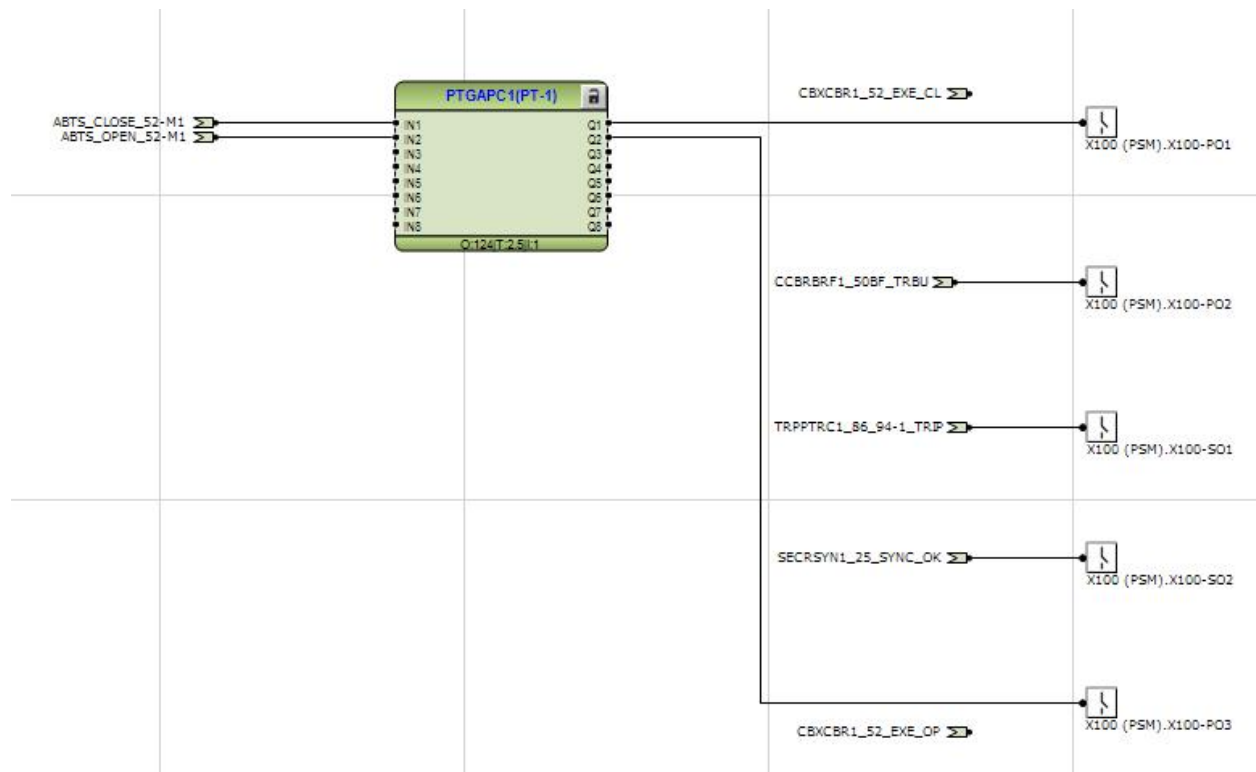 PTGAPC1(PT-1)
ABTS_CLOSE_52-M1
ABTS_OPEN_52-M1
IN1
IN2
IN3
IN4
IN5
IN6
IN7
IN8
Q1
Q2
Q3
Q4
Q5
Q6
Q7
Q8
O:124|T:2.5|I:1
CBXCBR1_52_EXE_CL
X100 (PSM).X100-PO1
CCBRBRF1_50BF_TRBU
X100 (PSM).X100-PO2
TRPPTRC1_86_94-1_TRIP
X100 (PSM).X100-SO1
SECRSYN1_25_SYNC_OK
X100 (PSM).X100-SO2
X100 (PSM).X100-PO3
CBXCBR1_52_EXE_OP